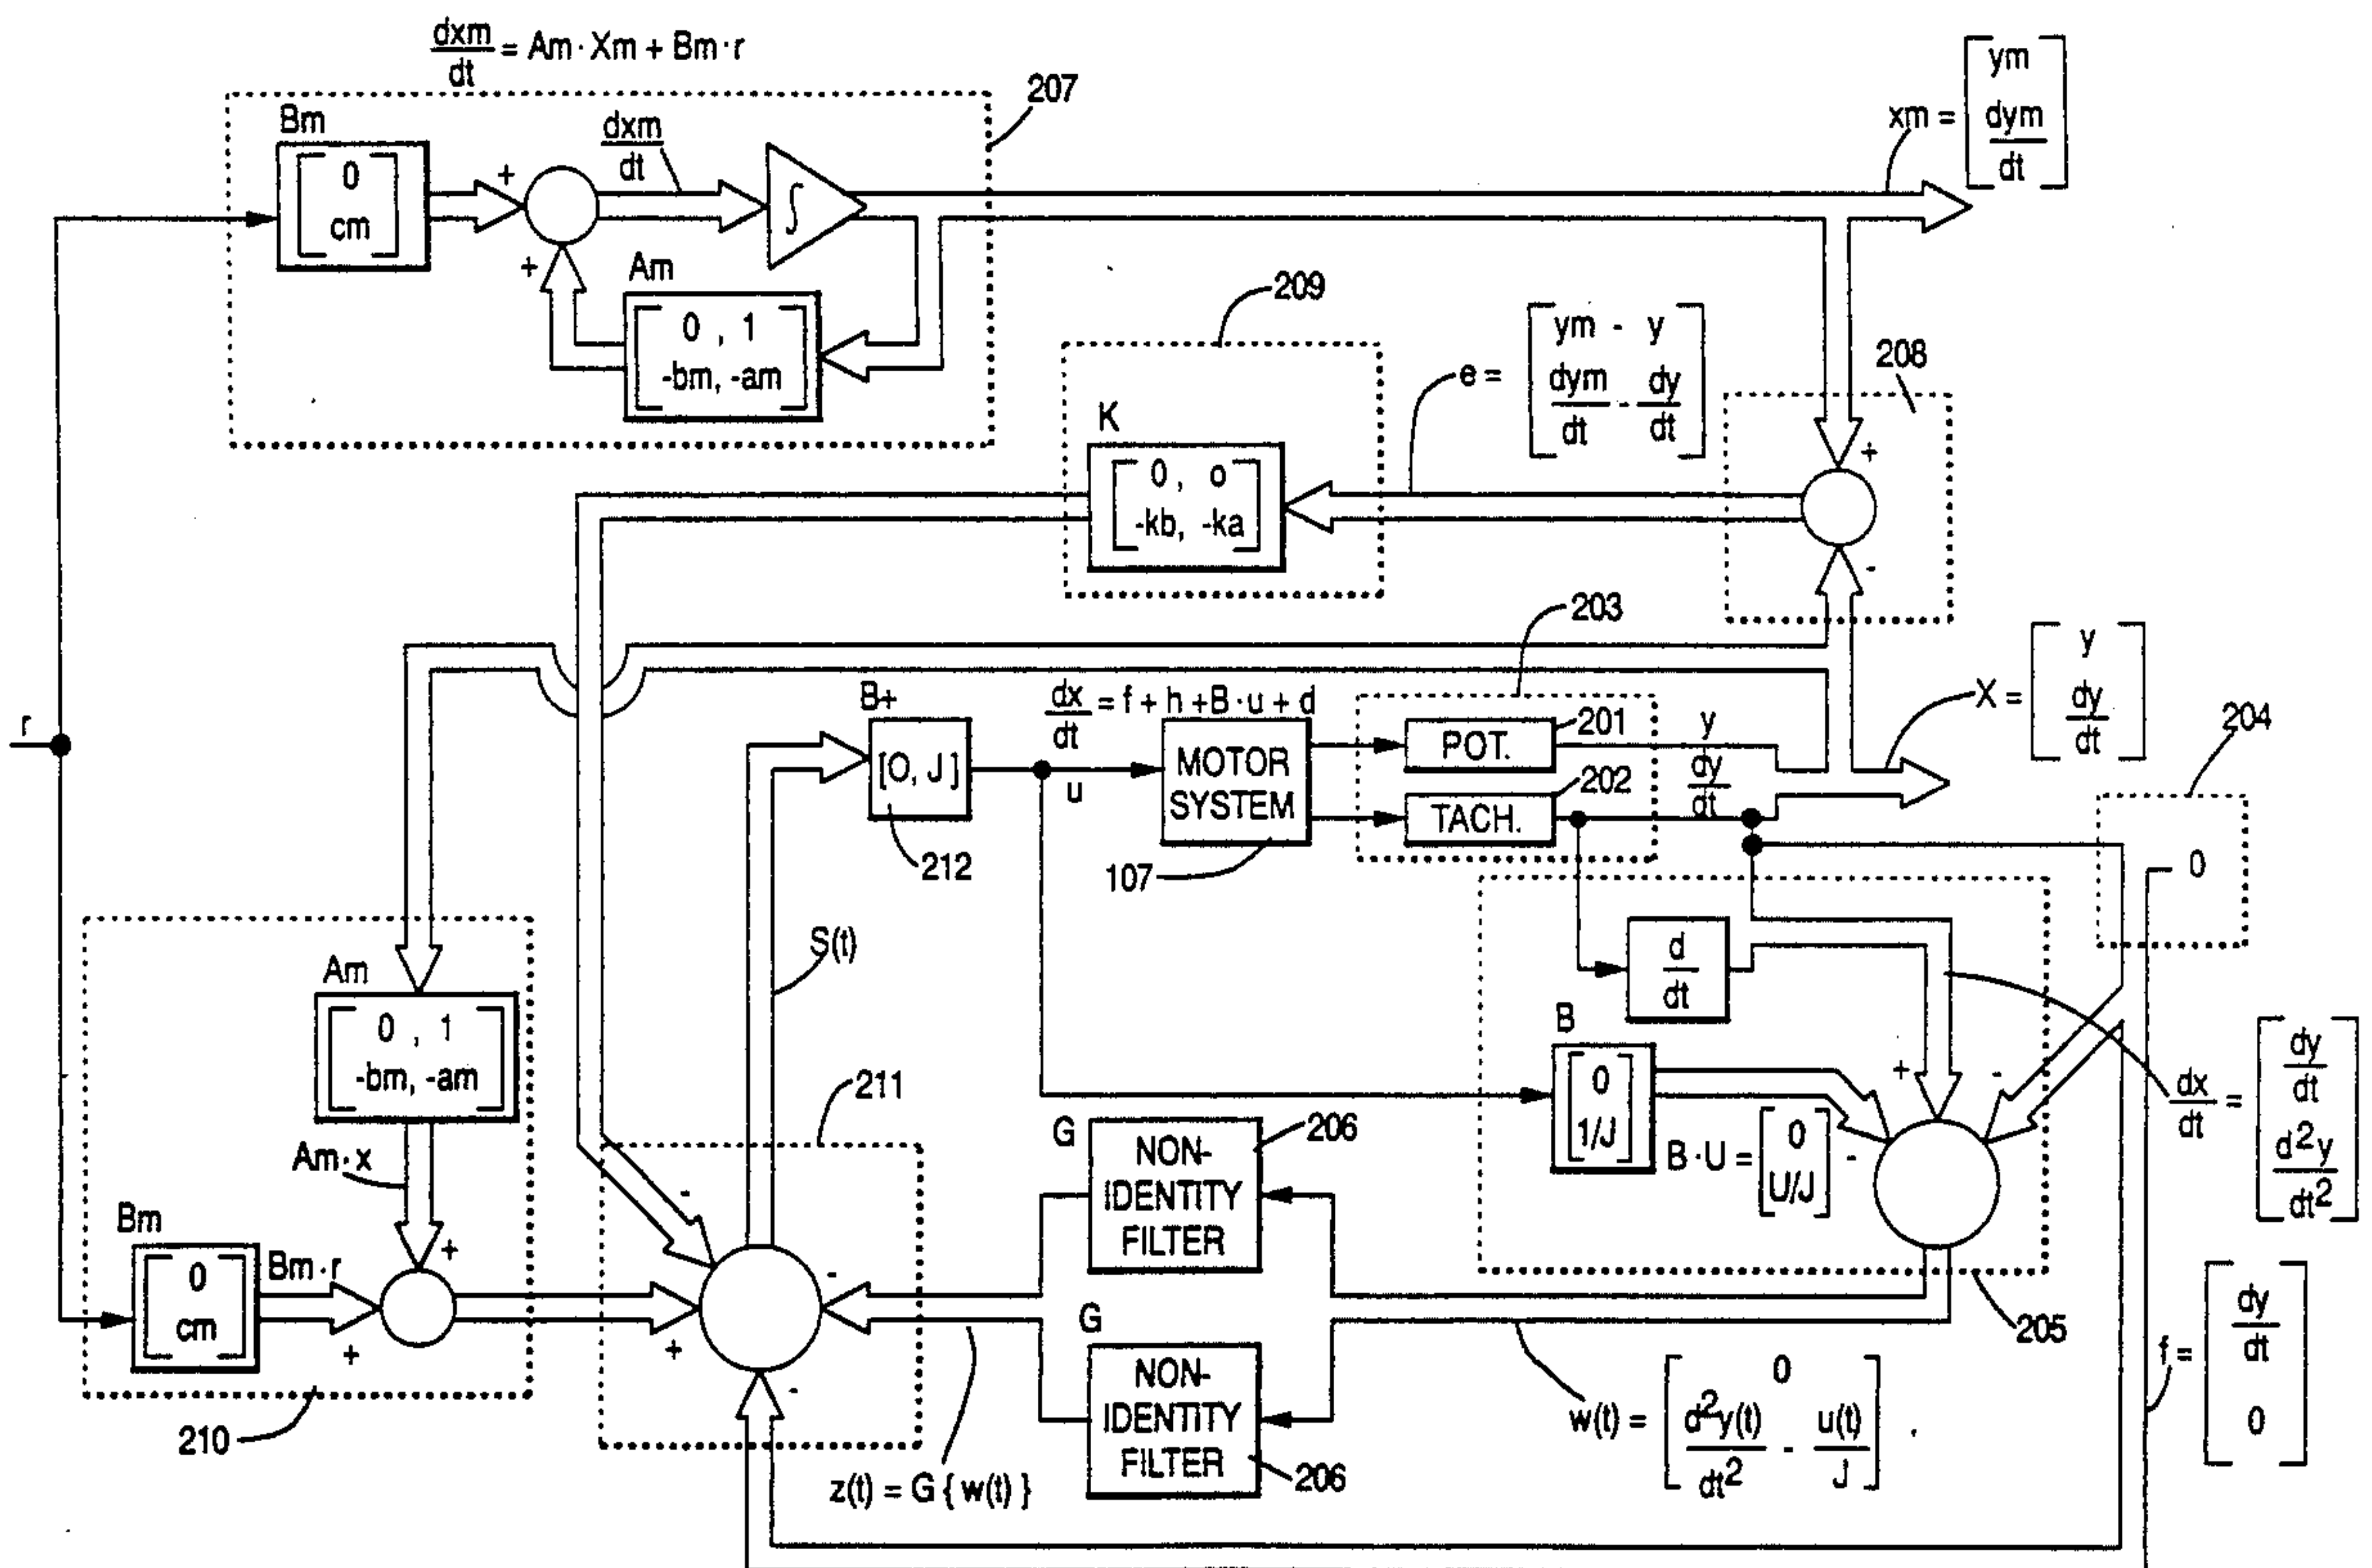 dxm/dt = Am·Xm + Bm·r
207
Bm
[0
cm]
+
+
dxm/dt
∫
Am
[0 , 1
-bm, -am]
xm = [ym
dym/dt]
209
K
[0 , o
-kb, -ka]
e = [ym - y
dym/dt - dy/dt]
208
+
-
r
203
B+
[O, J]
212
dx/dt = f + h +B·u + d
u
MOTOR
SYSTEM
107
POT.
201
TACH.
202
y
dy/dt
X = [y
dy/dt]
204
0
S(t)
Am
[0 , 1
-bm, -am]
Am·x
Bm
[0
cm]
Bm·r
+
+
210
211
-
+
-
-
d/dt
B
[0
1/J]
B·U = [0
U/J]
+
-
-
205
dx/dt = [dy/dt
d²y/dt²]
G
NON-
IDENTITY
FILTER
206
G
NON-
IDENTITY
FILTER
206
z(t) = G { w(t) }
w(t) = [0
d²y(t)/dt² - u(t)/J]
f = [dy/dt
0]